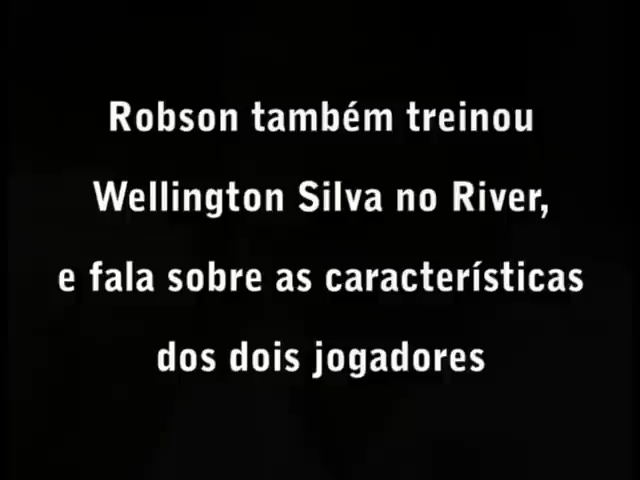 Robson também treinou
Wellington Silva no River,
e fala sobre as características
dos dois jogadores